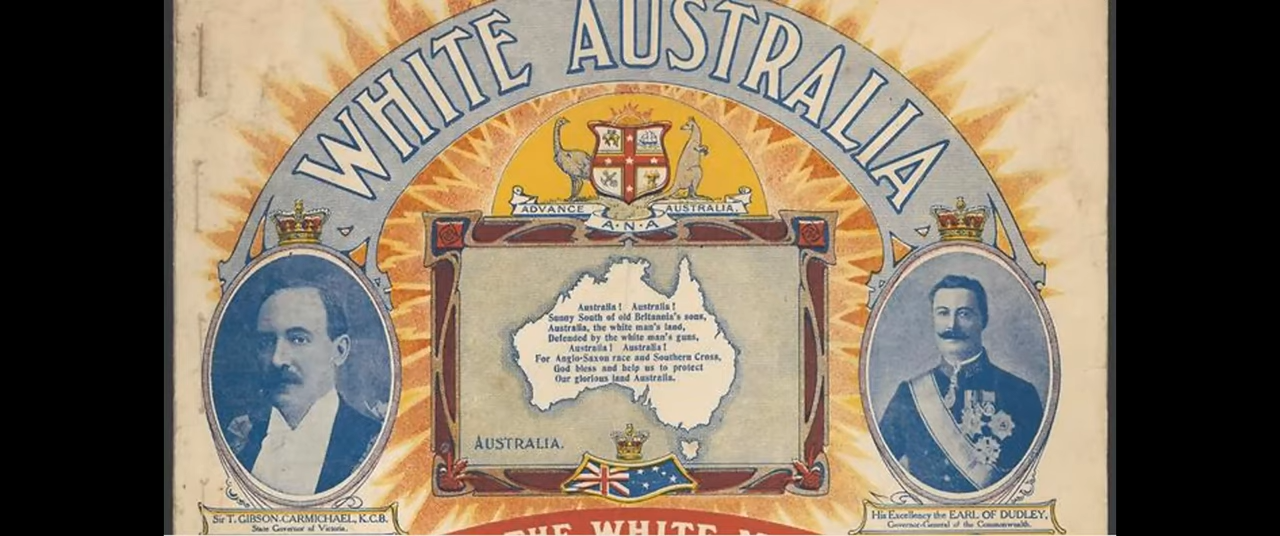 WHITE AUSTRALIA
ADVANCE AUSTRALIA
A·N·A
Australia! Australia!
Sunny South of old Britannia's sons,
Australia, the white man's land,
Defended by the white man's guns,
Australia! Australia!
For Anglo-Saxon race and Southern Cross,
God bless and help us to protect
Our glorious land Australia.
AUSTRALIA.
Sir T. GIBSON-CARMICHAEL, K.C.B.
State Governor of Victoria.
His Excellency the EARL OF DUDLEY,
Governor-General of the Commonwealth.
THE WHITE